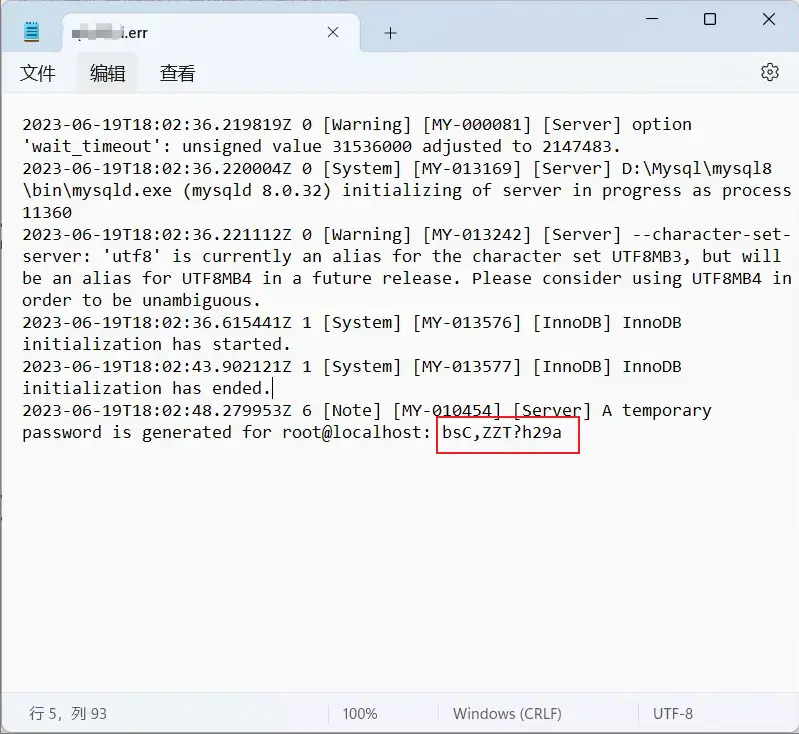 .err
文件 编辑 查看
2023-06-19T18:02:36.219819Z 0 [Warning] [MY-000081] [Server] option
'wait_timeout': unsigned value 31536000 adjusted to 2147483.
2023-06-19T18:02:36.220004Z 0 [System] [MY-013169] [Server] D:\Mysql\mysql8
\bin\mysqld.exe (mysqld 8.0.32) initializing of server in progress as process
11360
2023-06-19T18:02:36.221112Z 0 [Warning] [MY-013242] [Server] --character-set-
server: 'utf8' is currently an alias for the character set UTF8MB3, but will
be an alias for UTF8MB4 in a future release. Please consider using UTF8MB4 in
order to be unambiguous.
2023-06-19T18:02:36.615441Z 1 [System] [MY-013576] [InnoDB] InnoDB
initialization has started.
2023-06-19T18:02:43.902121Z 1 [System] [MY-013577] [InnoDB] InnoDB
initialization has ended.
2023-06-19T18:02:48.279953Z 6 [Note] [MY-010454] [Server] A temporary
password is generated for root@localhost: bsC,ZZT?h29a
行 5，列 93 100% Windows (CRLF) UTF-8